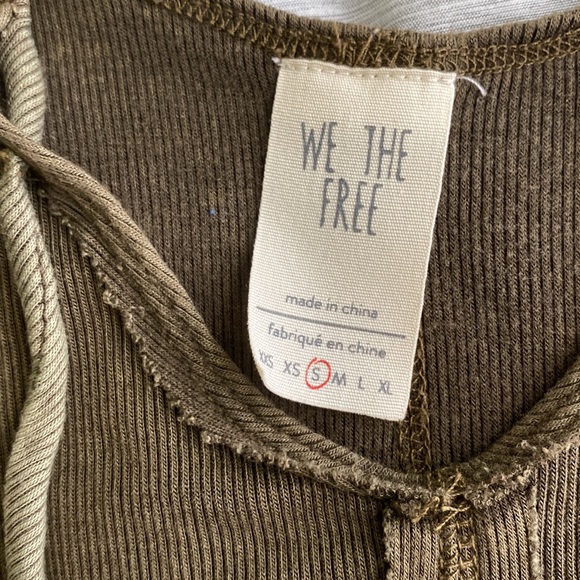 WE THE
FREE
made in china
fabriqué en chine
XXS XS S M L XL